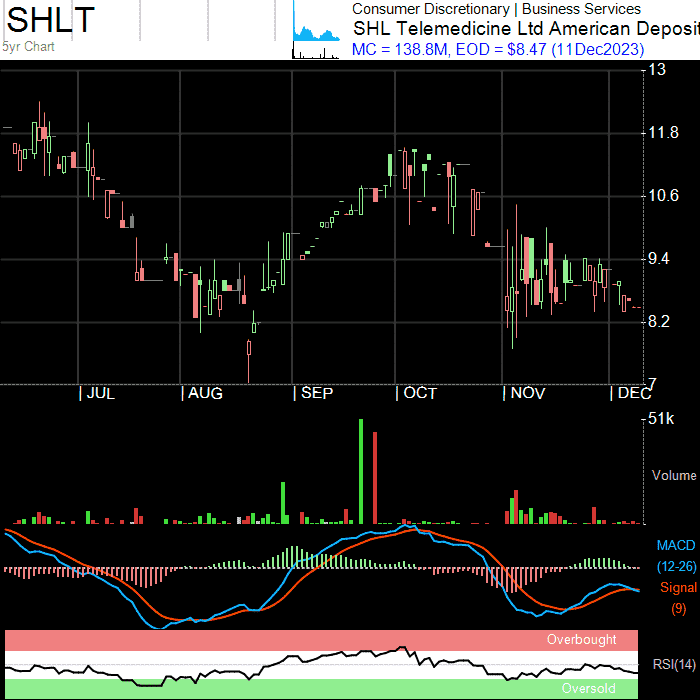 SHLT
5yr Chart
Consumer Discretionary | Business Services
SHL Telemedicine Ltd American Deposit
MC = 138.8M, EOD = $8.47 (11Dec2023)
13
11.8
10.6
9.4
8.2
7
JUL
AUG
SEP
OCT
NOV
DEC
51k
Volume
MACD
(12-26)
Signal
(9)
Overbought
RSI(14)
Oversold